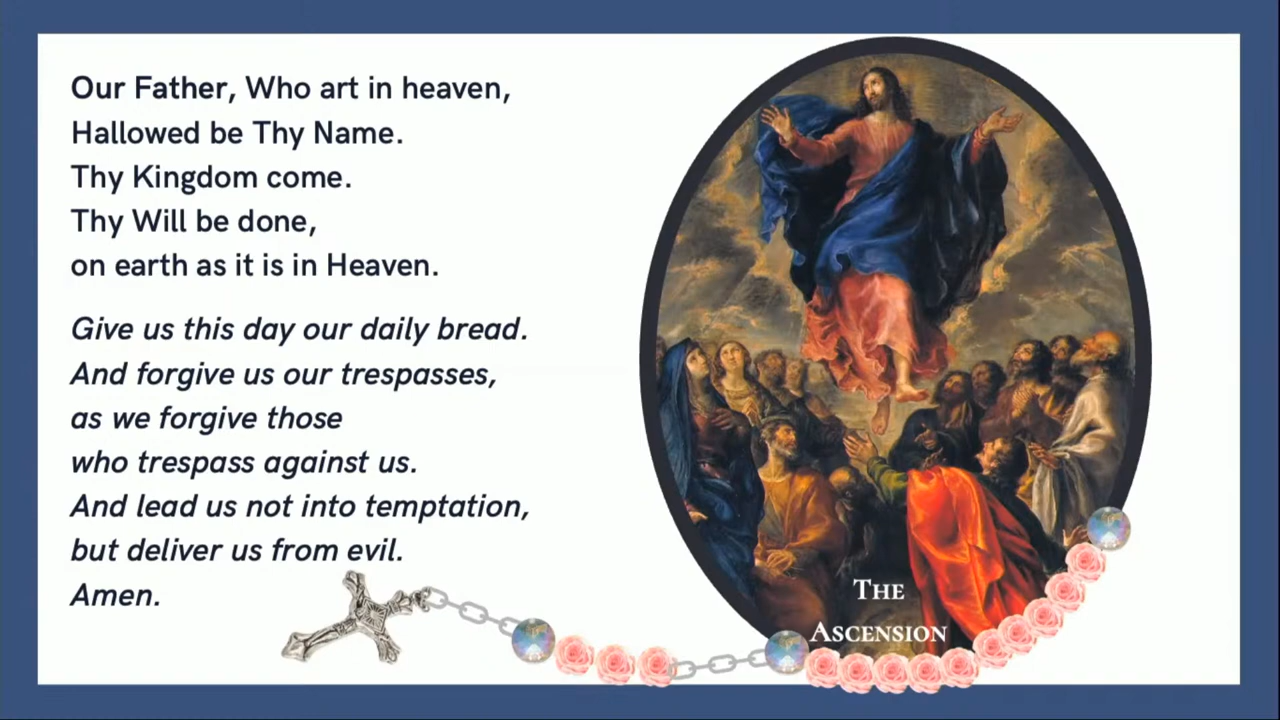 Our Father, Who art in heaven,
Hallowed be Thy Name.
Thy Kingdom come.
Thy Will be done,
on earth as it is in Heaven.
Give us this day our daily bread.
And forgive us our trespasses,
as we forgive those
who trespass against us.
And lead us not into temptation,
but deliver us from evil.
Amen.
The
Ascension